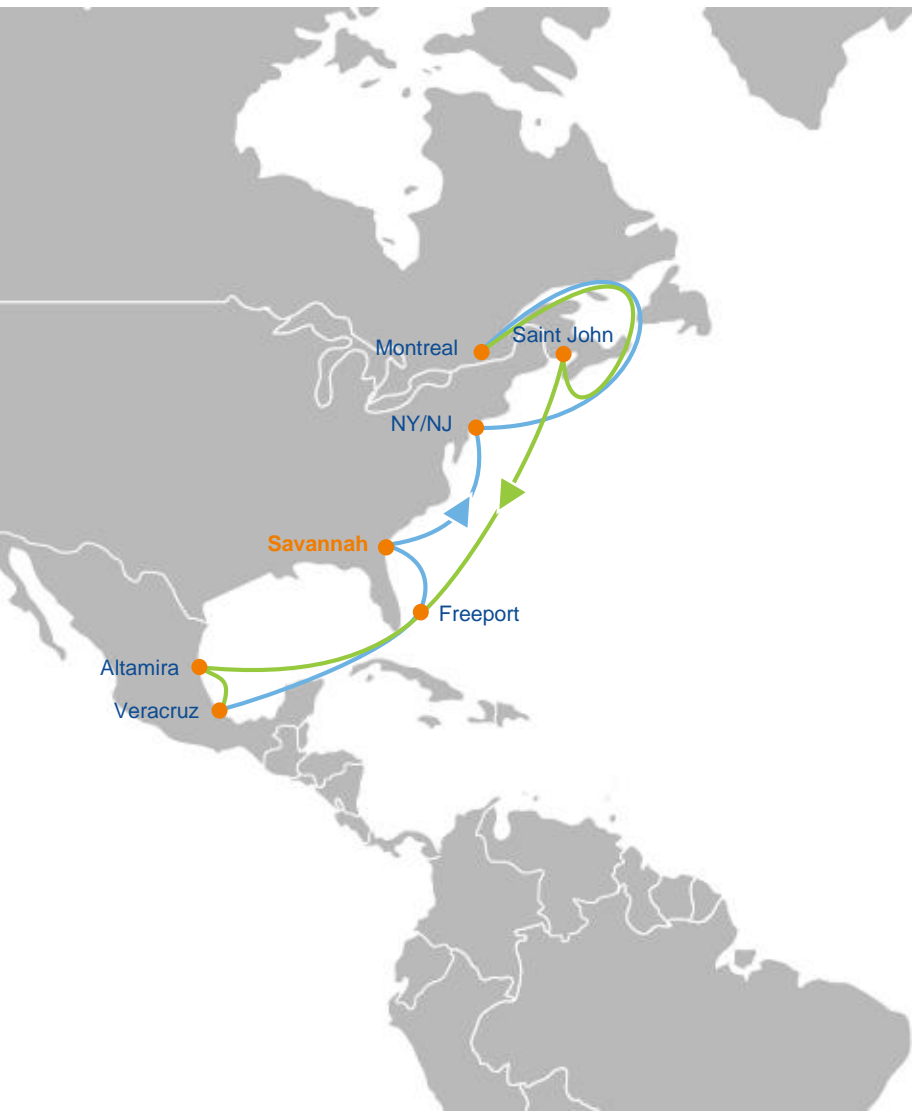 Saint John
Montreal
NY/NJ
Savannah
Freeport
Altamira
Veracruz